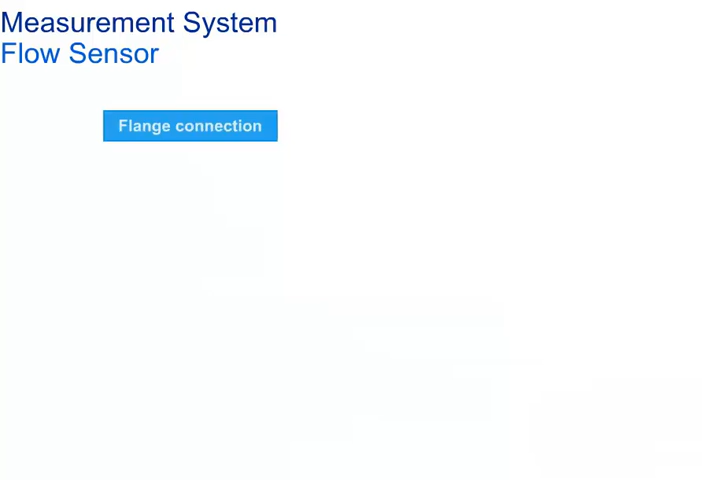 Measurement System
Flow Sensor
Flange connection